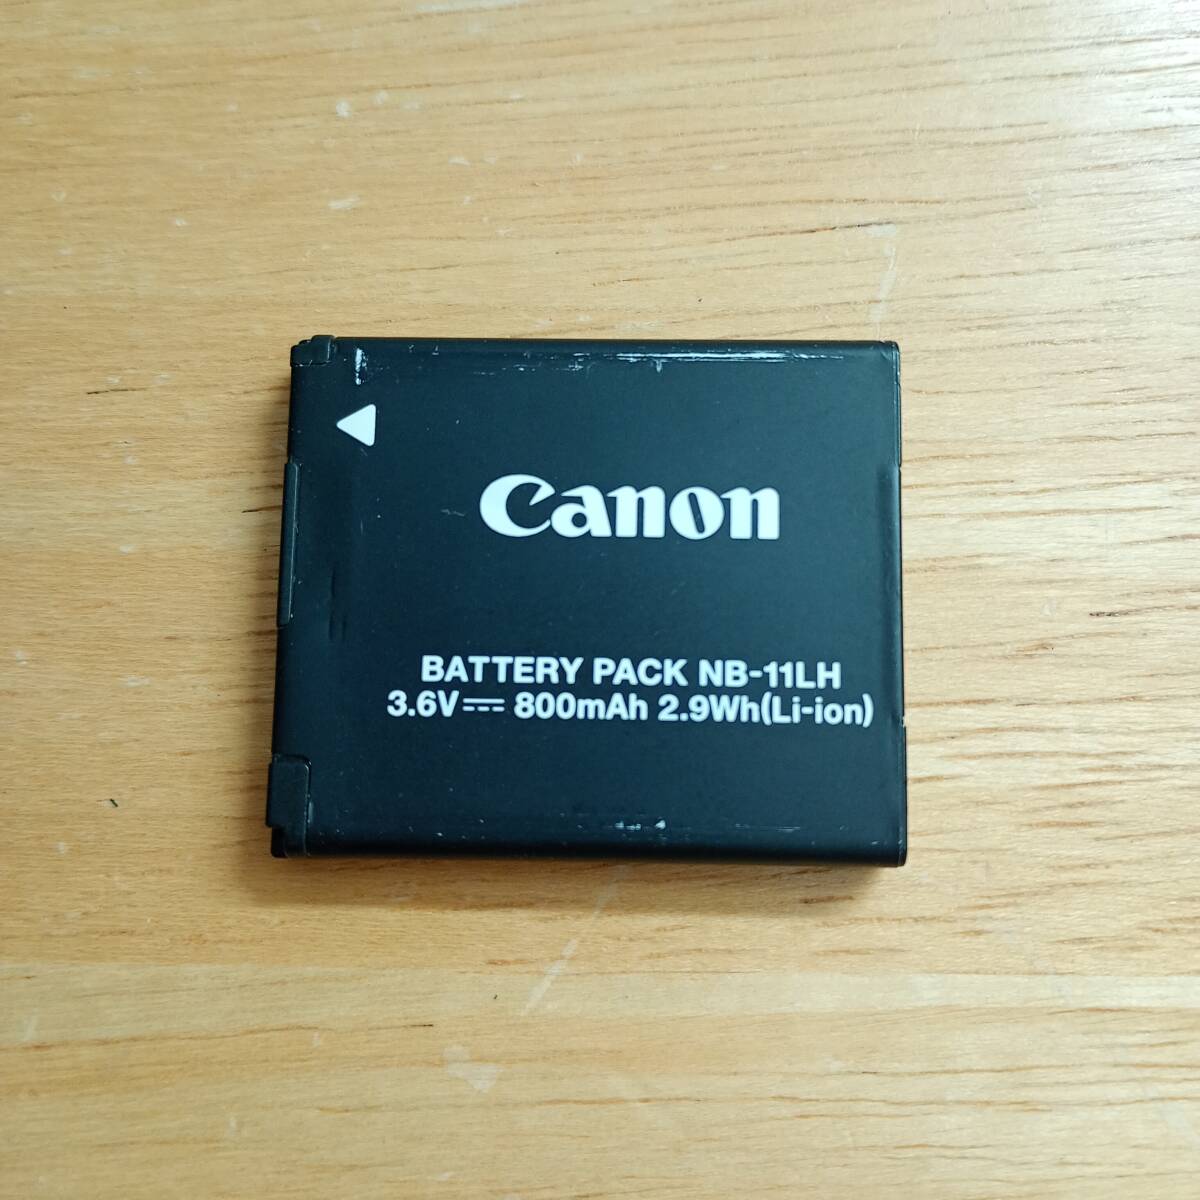 Canon
BATTERY PACK NB-11LH
3.6V⎓ 800mAh 2.9Wh(Li-ion)